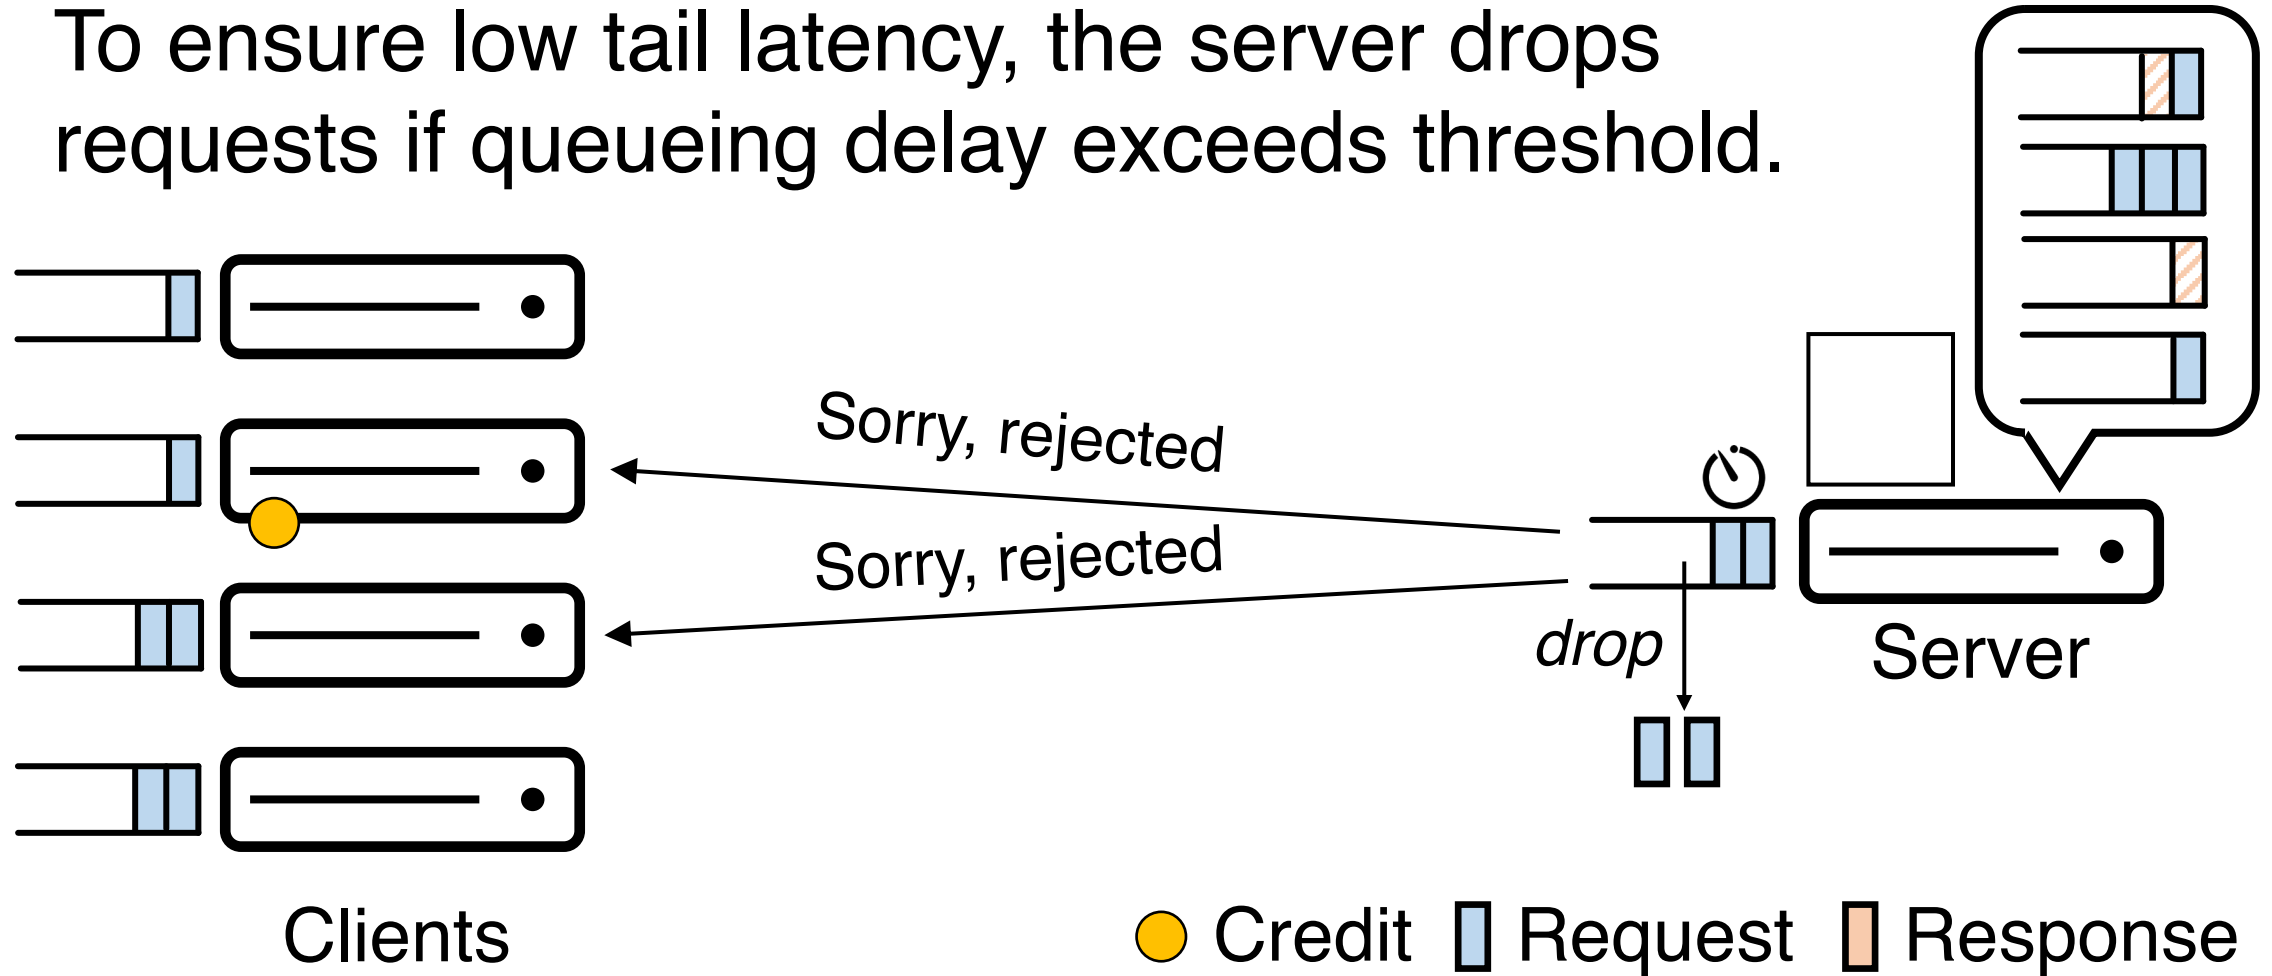 To ensure low tail latency, the server drops
requests if queueing delay exceeds threshold.
Sorry, rejected
Sorry, rejected
drop
Server
Clients
Credit Request Response